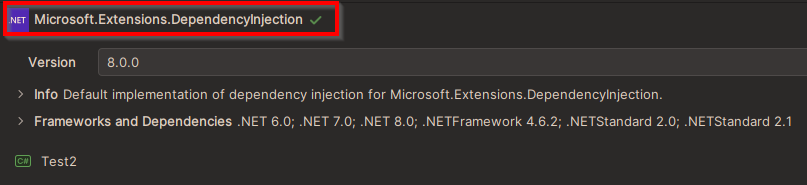 .NET Microsoft.Extensions.DependencyInjection
Version 8.0.0
Info Default implementation of dependency injection for Microsoft.Extensions.DependencyInjection.
Frameworks and Dependencies .NET 6.0; .NET 7.0; .NET 8.0; .NETFramework 4.6.2; .NETStandard 2.0; .NETStandard 2.1
C# Test2